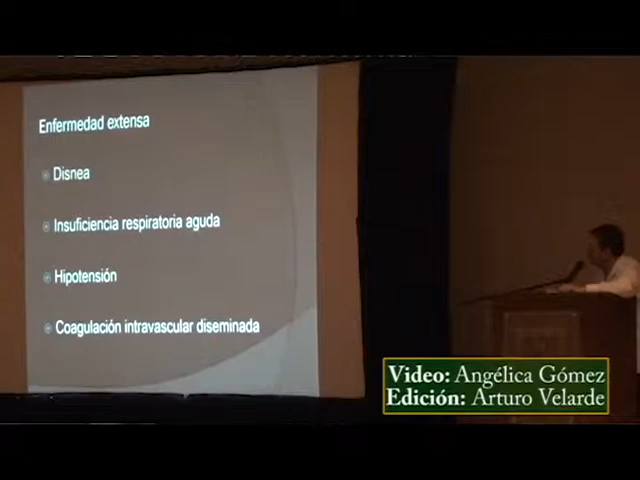 Enfermedad extensa
Disnea
Insuficiencia respiratoria aguda
Hipotensión
Coagulación intravascular diseminada
Video: Angélica Gómez
Edición: Arturo Velarde